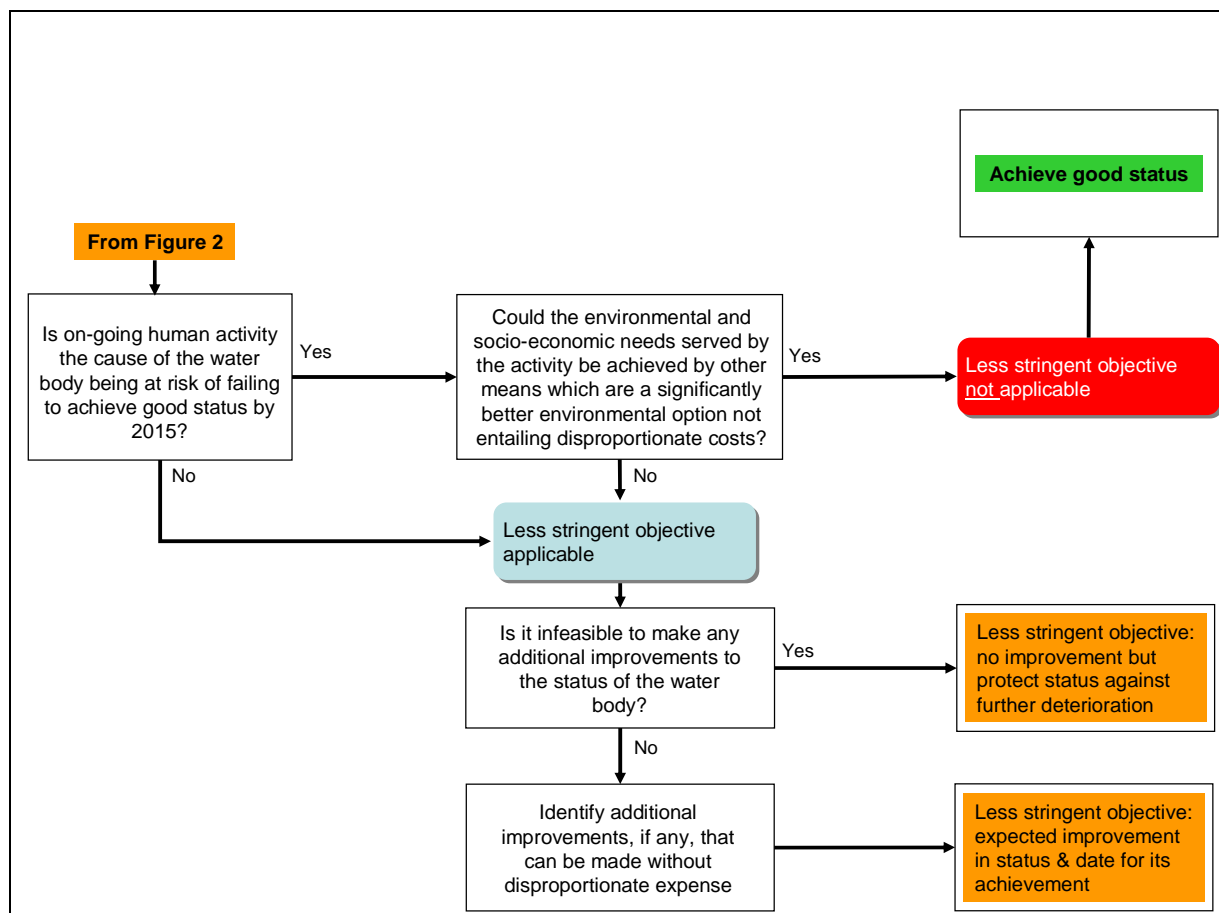 Achieve good status
From Figure 2
Is on-going human activity
the cause of the water
body being at risk of failing
to achieve good status by
2015?
Yes
Could the environmental and
socio-economic needs served by
the activity be achieved by other
means which are a significantly
better environmental option not
entailing disproportionate costs?
Yes
Less stringent objective
not applicable
No
No
Less stringent objective
applicable
Is it infeasible to make any
additional improvements to
the status of the water
body?
Yes
Less stringent objective:
no improvement but
protect status against
further deterioration
No
Identify additional
improvements, if any, that
can be made without
disproportionate expense
Less stringent objective:
expected improvement
in status & date for its
achievement